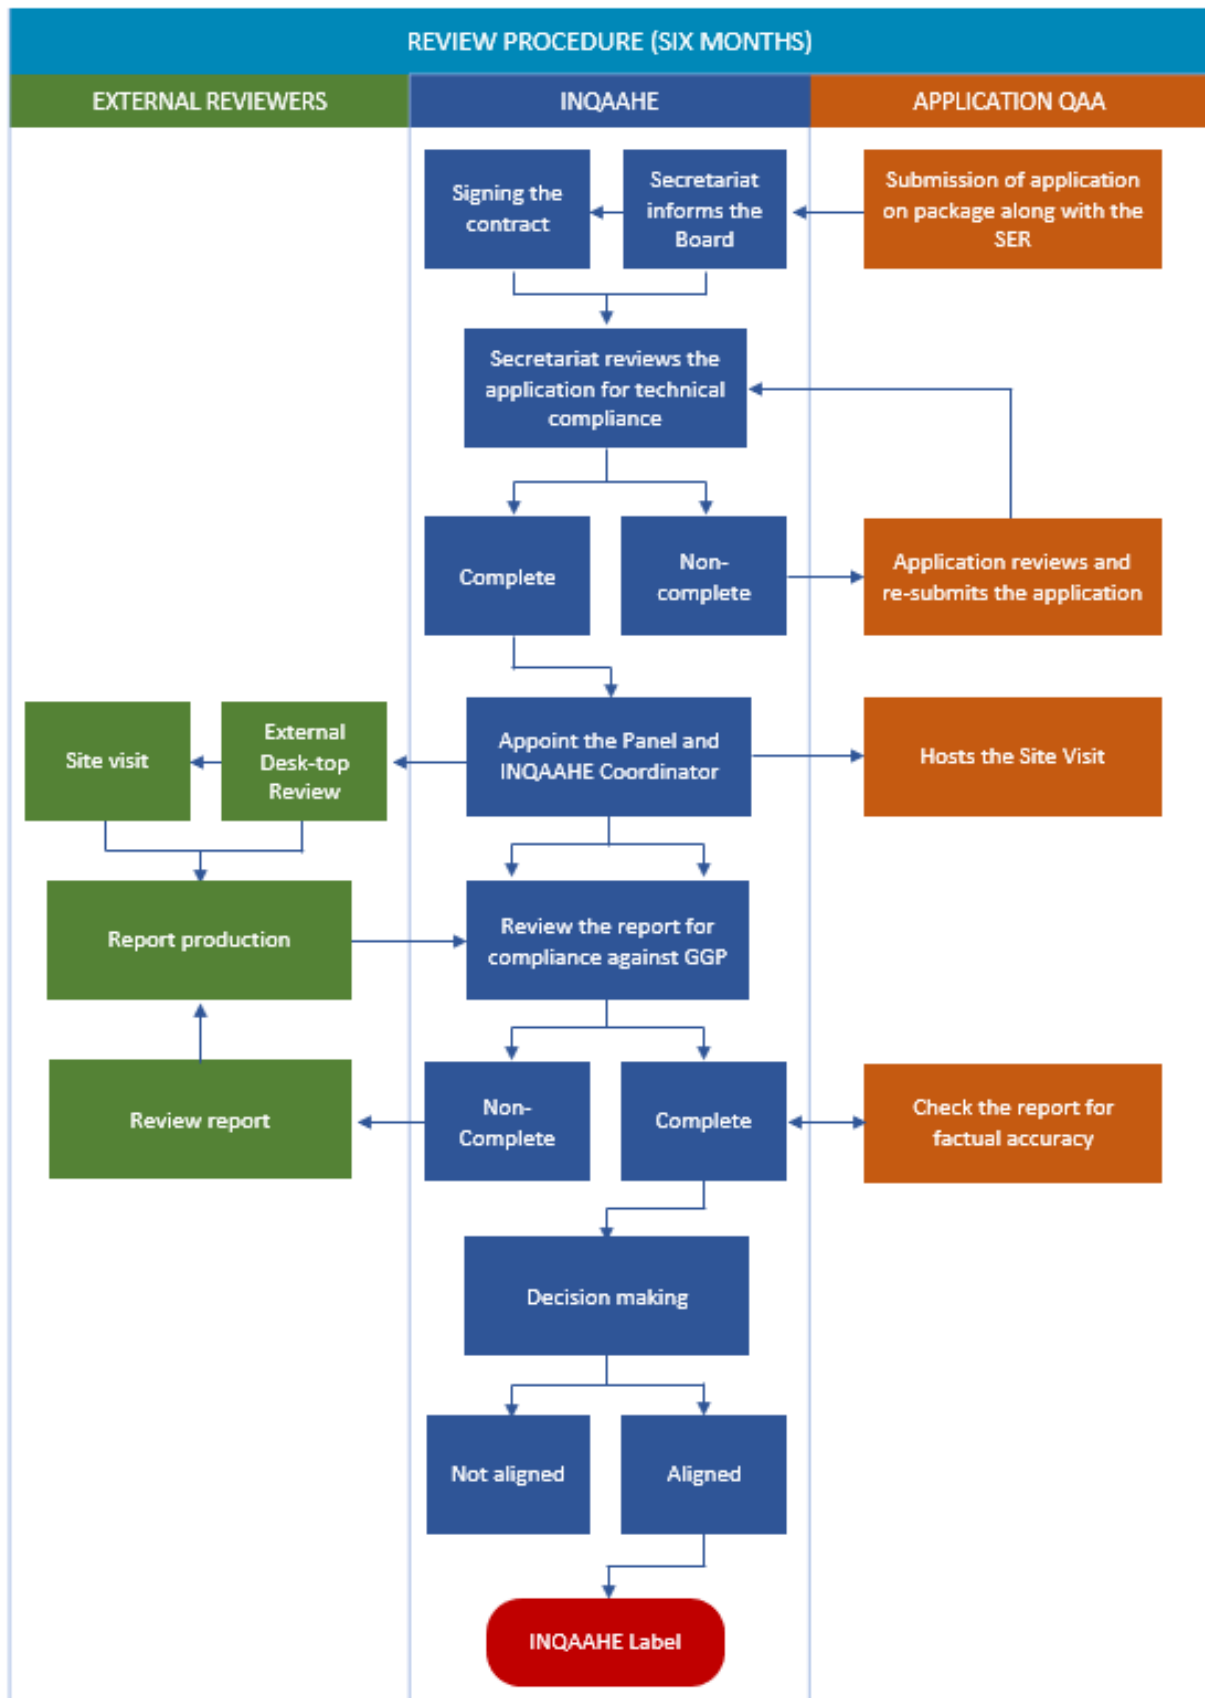 REVIEW PROCEDURE (SIX MONTHS)
EXTERNAL REVIEWERS
INQAAHE
APPLICATION QAA
Signing the
contract
Secretariat
informs the
Board
Submission of application
on package along with the
SER
Secretariat reviews the
application for technical
compliance
Complete
Non-
complete
Application reviews and
re-submits the application
Site visit
External
Desk-top
Review
Appoint the Panel and
INQAAHE Coordinator
Hosts the Site Visit
Report production
Review the report for
compliance against GGP
Review report
Non-
Complete
Complete
Check the report for
factual accuracy
Decision making
Not aligned
Aligned
INQAAHE Label